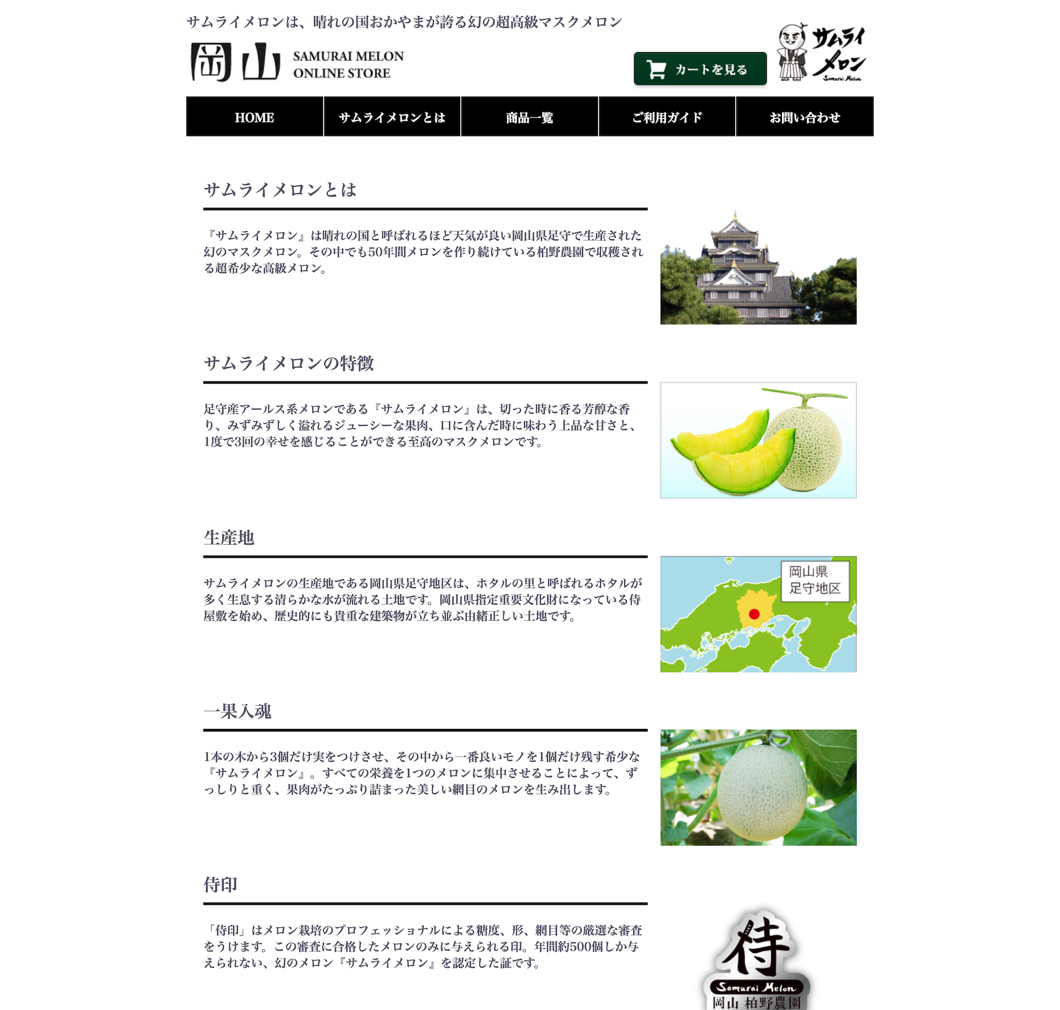 サムライメロンは、晴れの国おかやまが誇る幻の超高級マスクメロン
岡山
SAMURAI MELON
ONLINE STORE
カートを見る
サムライ
メロン
Samurai Melon
HOME
サムライメロンとは
商品一覧
ご利用ガイド
お問い合わせ
サムライメロンとは
『サムライメロン』は晴れの国と呼ばれるほど天気が良い岡山県足守で生産された
幻のマスクメロン。その中でも50年間メロンを作り続けている柏野農園で収穫され
る超希少な高級メロン。
サムライメロンの特徴
足守産アールス系メロンである『サムライメロン』は、切った時に香る芳醇な香
り、みずみずしく溢れるジューシーな果肉、口に含んだ時に味わう上品な甘さと、
1度で3回の幸せを感じることができる至高のマスクメロンです。
生産地
サムライメロンの生産地である岡山県足守地区は、ホタルの里と呼ばれるホタルが
多く生息する清らかな水が流れる土地です。岡山県指定重要文化財になっている侍
屋敷を始め、歴史的にも貴重な建築物が立ち並ぶ由緒正しい土地です。
岡山県
足守地区
一果入魂
1本の木から3個だけ実をつけさせ、その中から一番良いモノを1個だけ残す希少な
『サムライメロン』。すべての栄養を1つのメロンに集中させることによって、ず
っしりと重く、果肉がたっぷり詰まった美しい網目のメロンを生み出します。
侍印
「侍印」はメロン栽培のプロフェッショナルによる糖度、形、網目等の厳選な審査
をうけます。この審査に合格したメロンのみに与えられる印。年間約500個しか与
えられない、幻のメロン『サムライメロン』を認定した証です。
侍
Samurai Melon
岡山 柏野農園